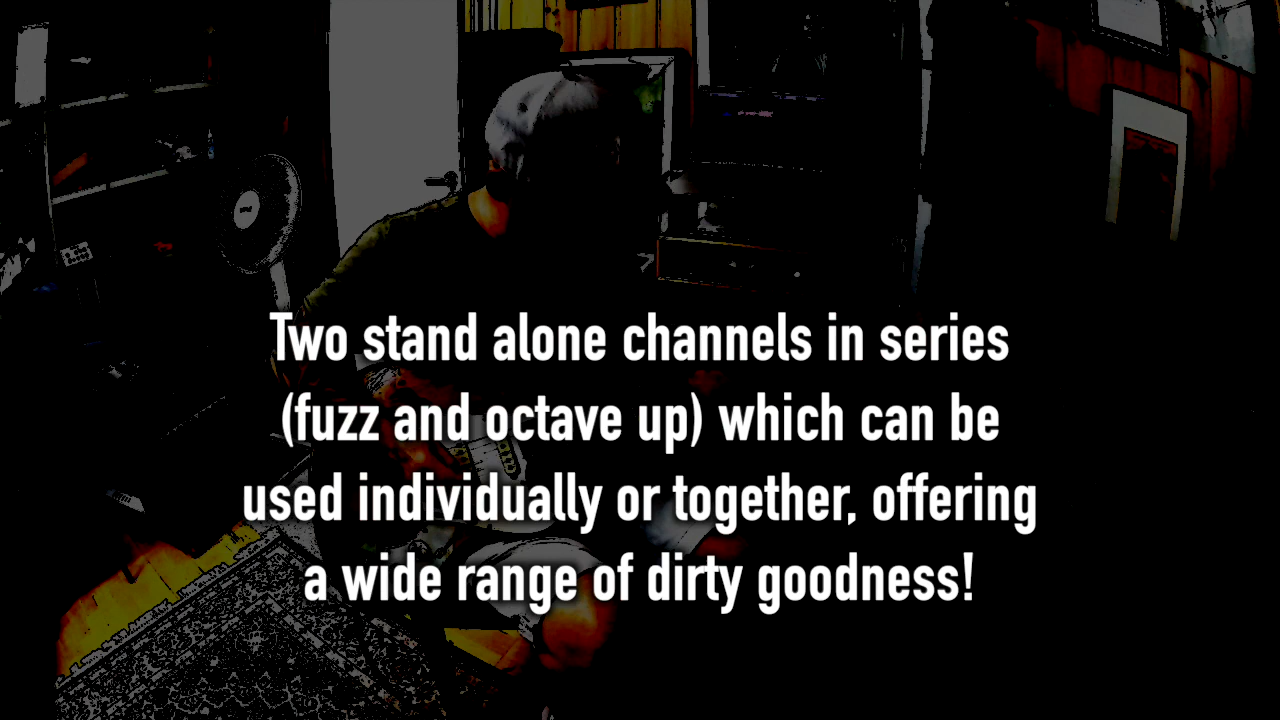 Two stand alone channels in series
(fuzz and octave up) which can be
used individually or together, offering
a wide range of dirty goodness!